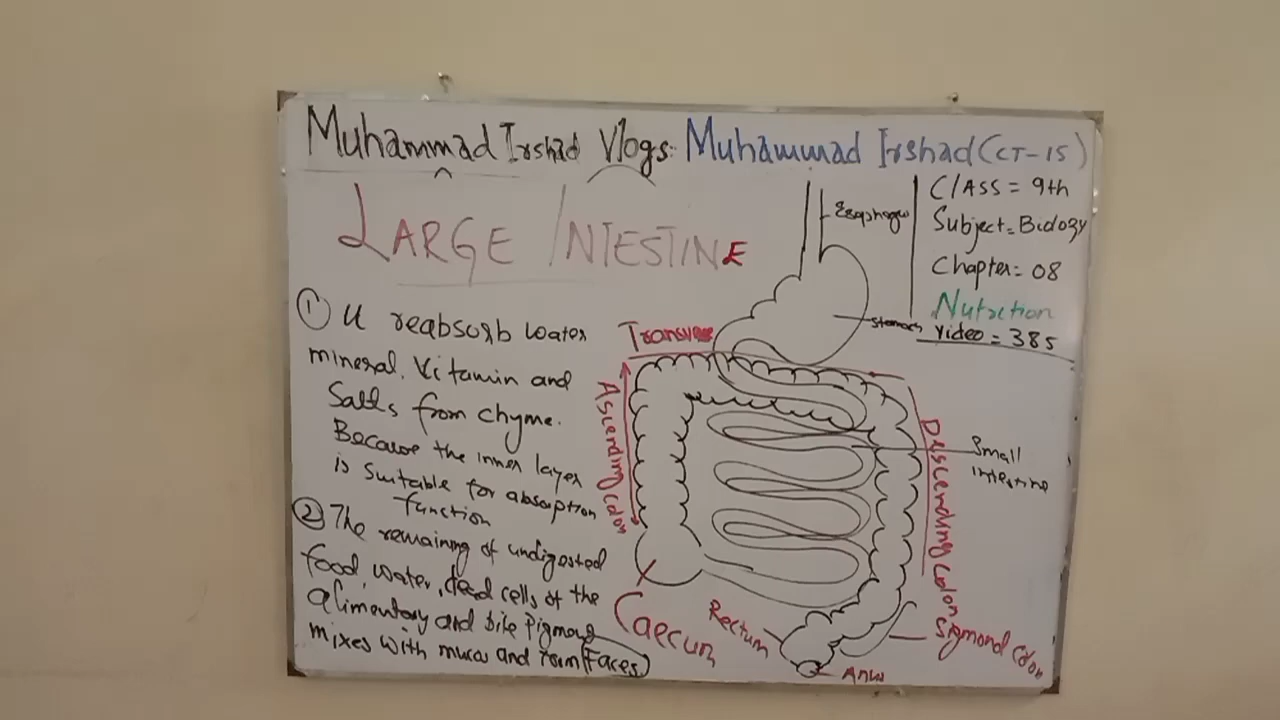 Muhammad Irshad Vlogs: Muhammad Irshad (CT-15)
LARGE INTESTINE
① It reabsorb water
mineral, Vitamin and
Salts from chyme.
Because the inner layer
is Suitable for absorption
function
② The remaining of undigested
food, water, dead cells of the
alimentary and bile Pigment
mixes with mucus and form (Faces)
Esophagus
Stomach
CLASS = 9th
Subject = Biology
Chapter = 08
Nutrition
Video = 385
Transverse
Ascending Colon
Descending Colon
Small
intestine
Caecum
Rectum
Anus
Sigmond Colon